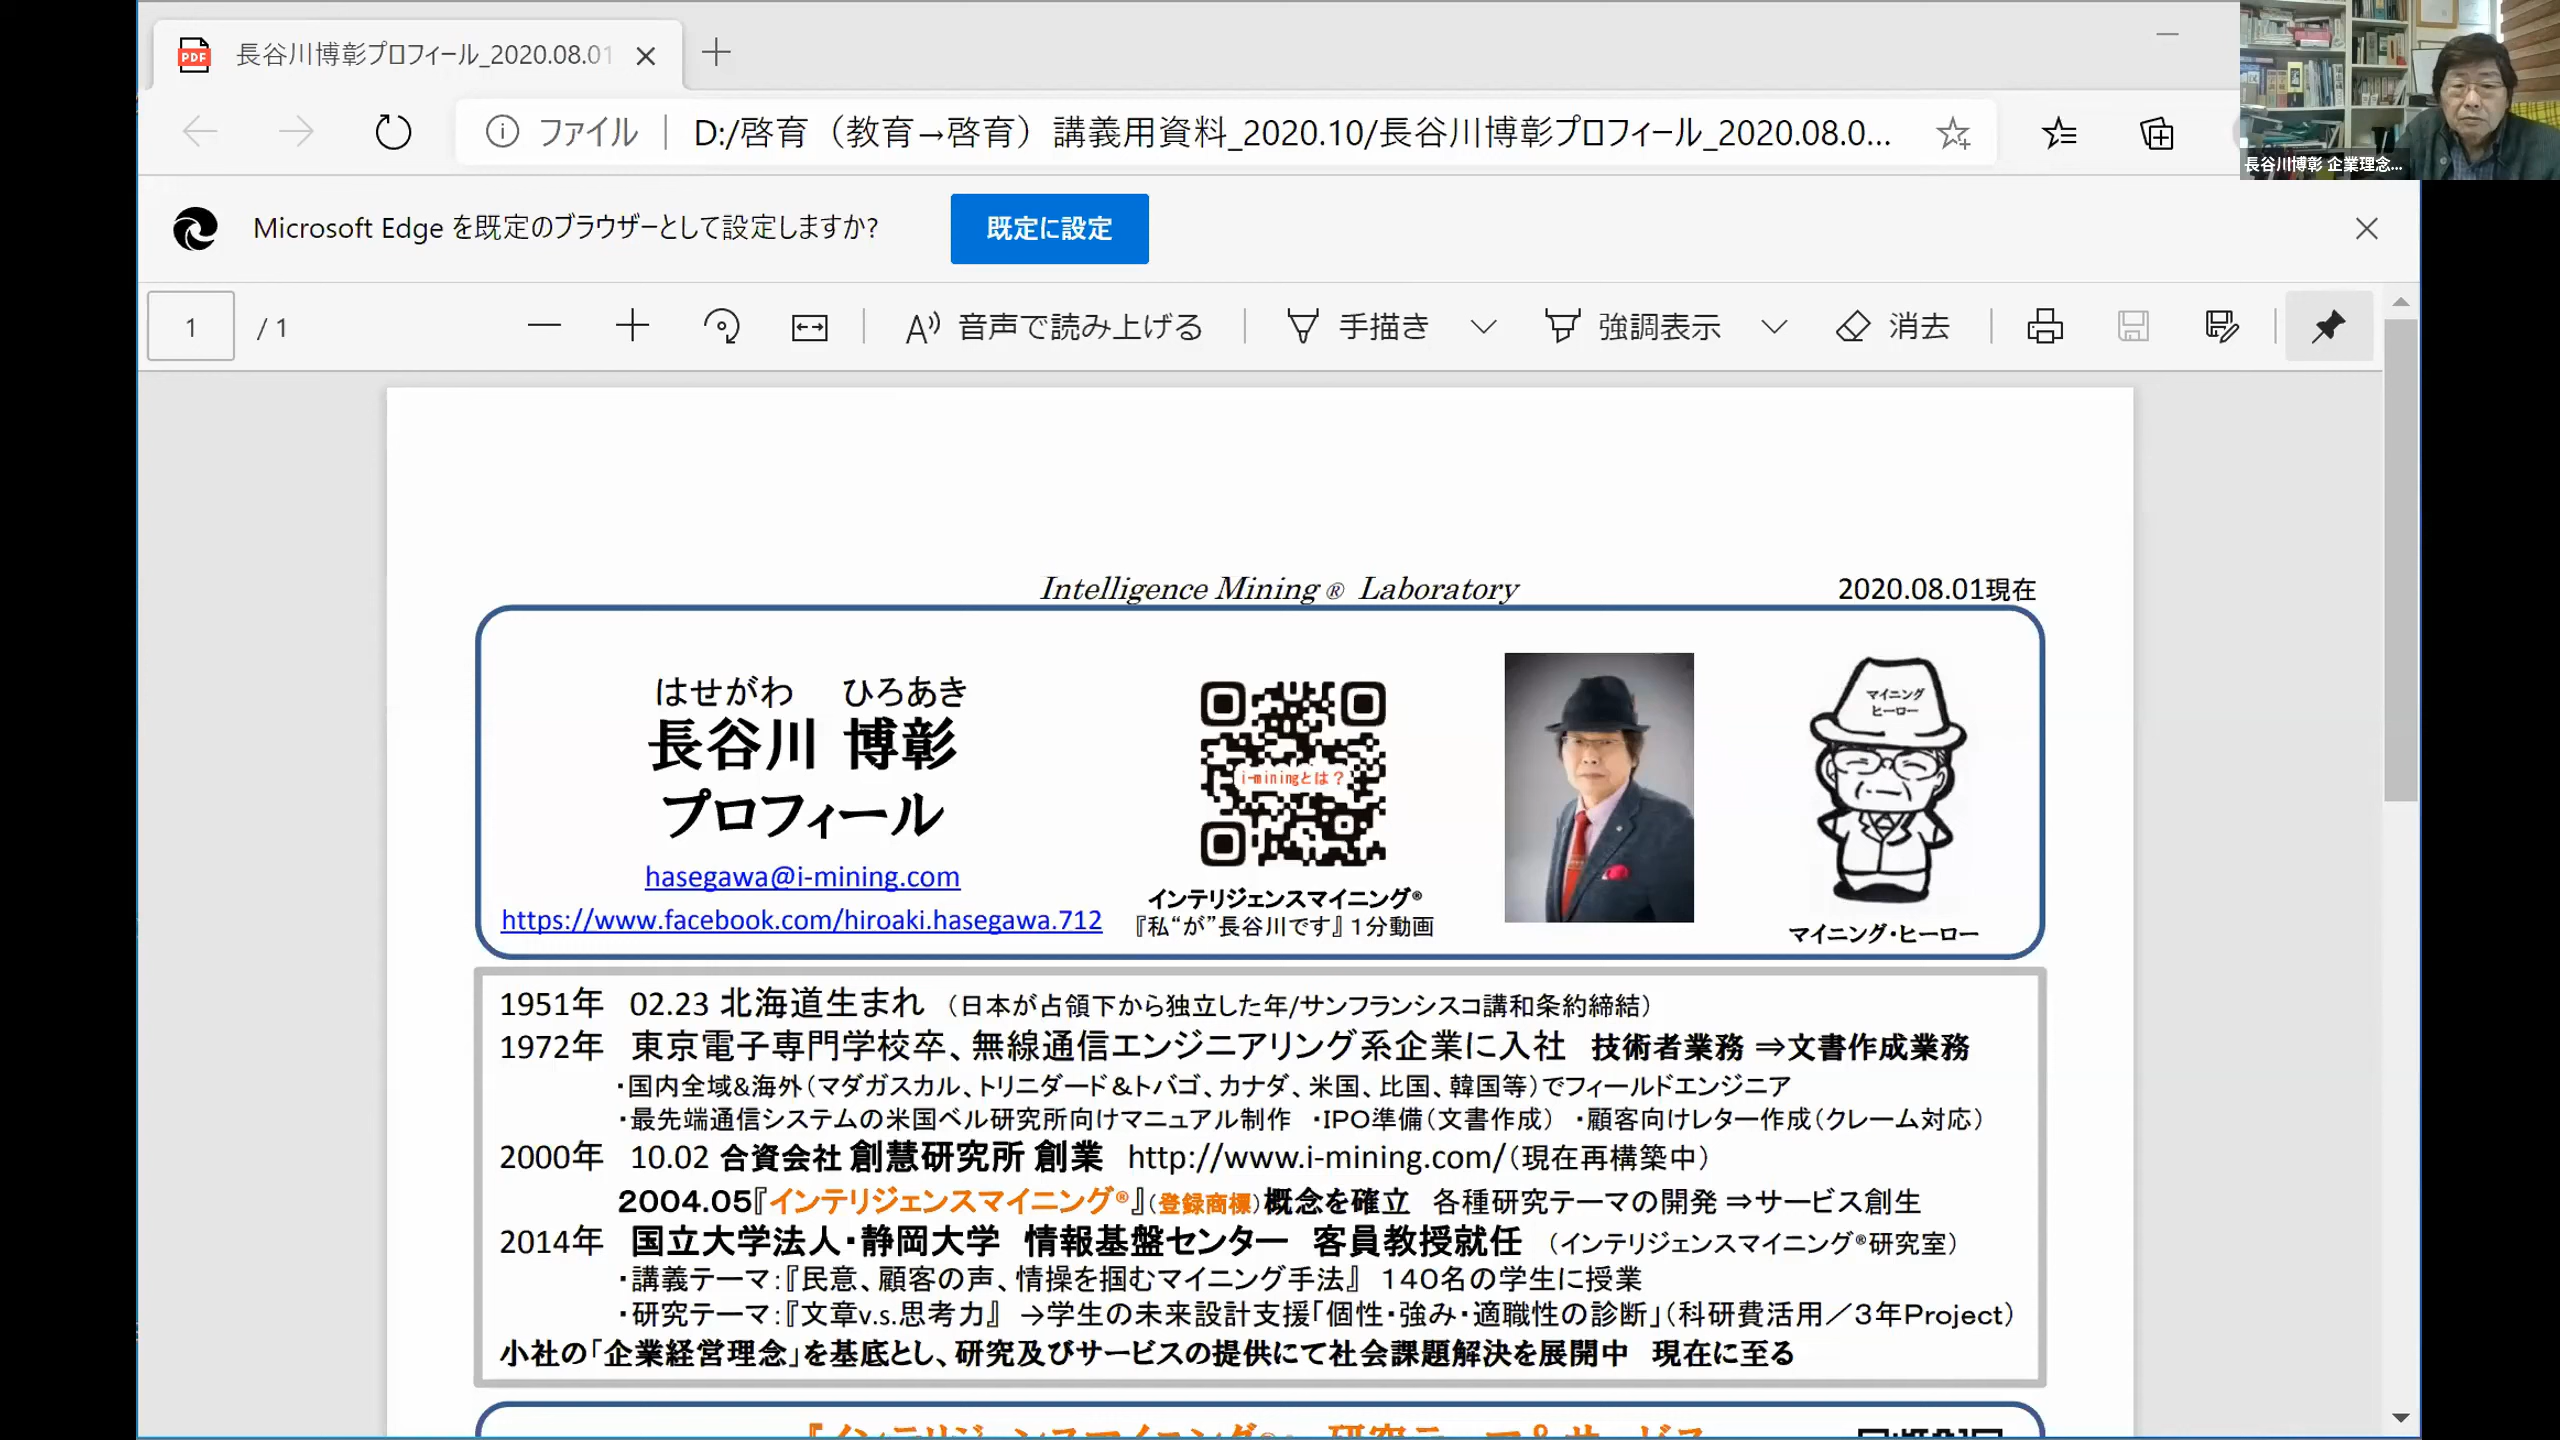 長谷川博彰プロフィール_2020.08.01
ファイル
D:/啓育（教育→啓育）講義用資料_2020.10/長谷川博彰プロフィール_2020.08.0...
長谷川博彰 企業理念...
Microsoft Edge を既定のブラウザーとして設定しますか?
既定に設定
1 / 1
音声で読み上げる
手描き
強調表示
消去
Intelligence Mining® Laboratory
2020.08.01現在
はせがわ ひろあき
長谷川 博彰
プロフィール
hasegawa@i-mining.com
https://www.facebook.com/hiroaki.hasegawa.712
i-miningとは？
インテリジェンスマイニング®
『私“が”長谷川です』１分動画
マイニング
ヒーロー
マイニング・ヒーロー
1951年 02.23 北海道生まれ （日本が占領下から独立した年/サンフランシスコ講和条約締結）
1972年 東京電子専門学校卒、無線通信エンジニアリング系企業に入社 技術者業務 ⇒文書作成業務
・国内全域&海外（マダガスカル、トリニダード＆トバゴ、カナダ、米国、比国、韓国等）でフィールドエンジニア
・最先端通信システムの米国ベル研究所向けマニュアル制作 ・IPO準備（文書作成） ・顧客向けレター作成（クレーム対応）
2000年 10.02 合資会社 創慧研究所 創業 http://www.i-mining.com/（現在再構築中）
2004.05『インテリジェンスマイニング®』（登録商標）概念を確立 各種研究テーマの開発 ⇒サービス創生
2014年 国立大学法人・静岡大学 情報基盤センター 客員教授就任 （インテリジェンスマイニング®研究室）
・講義テーマ：『民意、顧客の声、情操を掴むマイニング手法』 １４０名の学生に授業
・研究テーマ：『文章v.s.思考力』 →学生の未来設計支援「個性・強み・適職性の診断」（科研費活用／３年Project）
小社の「企業経営理念」を基底とし、研究及びサービスの提供にて社会課題解決を展開中 現在に至る
『インテリジェンスマイニング®』 研究テーマ＆サービス